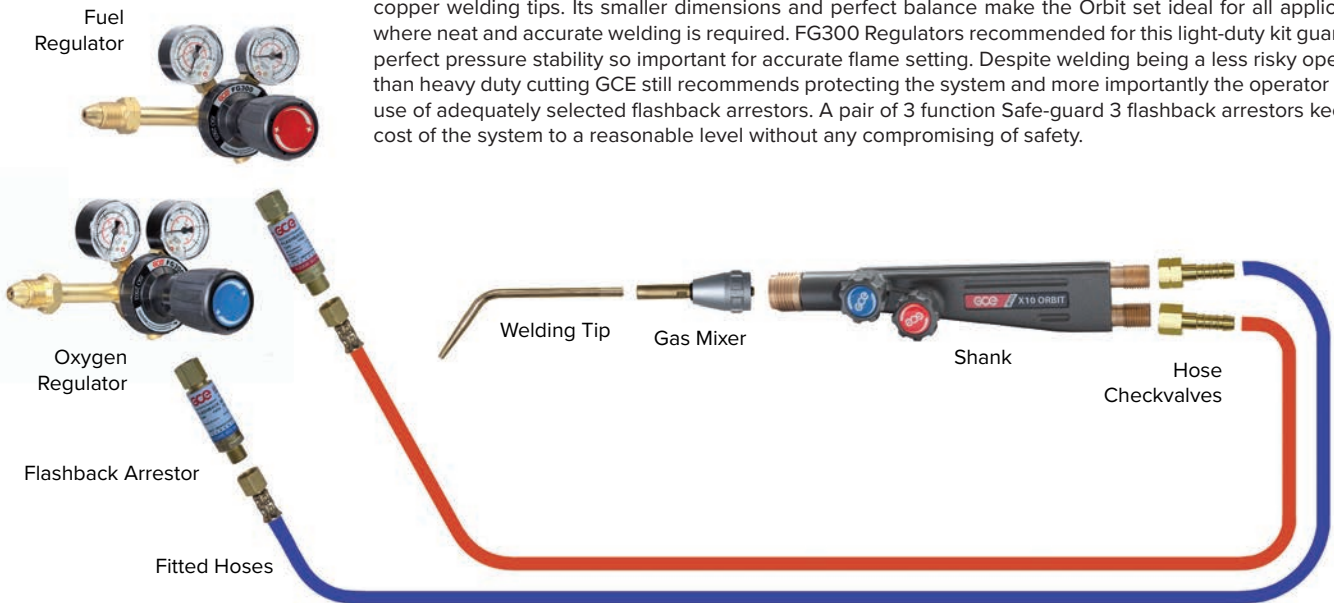 copper welding tips. Its smaller dimensions and perfect balance make the Orbit set ideal for all applic
where neat and accurate welding is required. FG300 Regulators recommended for this light-duty kit guar
perfect pressure stability so important for accurate flame setting. Despite welding being a less risky ope
than heavy duty cutting GCE still recommends protecting the system and more importantly the operator
use of adequately selected flashback arrestors. A pair of 3 function Safe-guard 3 flashback arrestors kee
cost of the system to a reasonable level without any compromising of safety.
Fuel
Regulator
GCE FG300
Oxygen
Regulator
GCE
GCE
Flashback Arrestor
Fitted Hoses
Welding Tip
Gas Mixer
GCE
GCE
GCE X10 ORBIT
Shank
Hose
Checkvalves